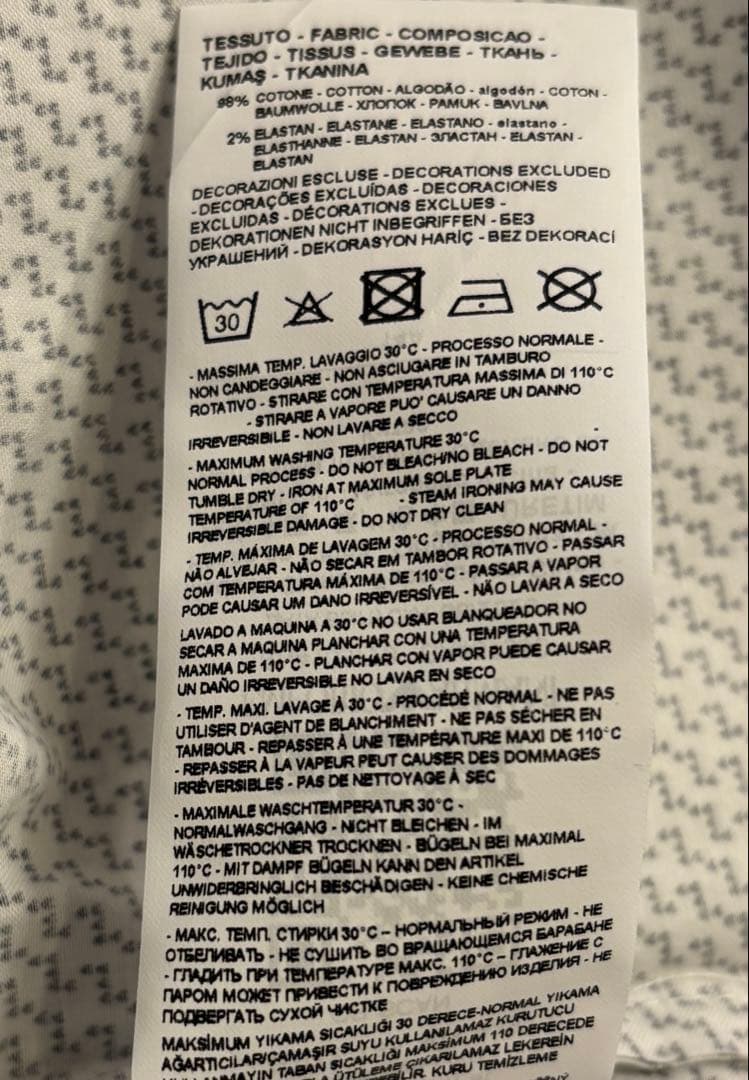 TESSUTO - FABRIC - COMPOSICAO -
TEJIDO - TISSUS - GEWEBE - ТКАНЬ -
KUMAŞ - TKANINA
98% COTONE - COTTON - ALGODÃO - algodón - COTON -
BAUMWOLLE - ХЛОПОК - PAMUK - BAVLNA
2% ELASTAN - ELASTANE - ELASTANO - elastano -
ELASTHANNE - ELASTAN - ЭЛАСТАН - ELASTAN -
ELASTAN
DECORAZIONI ESCLUSE - DECORATIONS EXCLUDED
- DECORAÇÕES EXCLUÍDAS - DECORACIONES
EXCLUIDAS - DÉCORATIONS EXCLUES -
DEKORATIONEN NICHT INBEGRIFFEN - БЕЗ
УКРАШЕНИЙ - DEKORASYON HARİÇ - BEZ DEKORACÍ
30
- MASSIMA TEMP. LAVAGGIO 30°C - PROCESSO NORMALE -
NON CANDEGGIARE - NON ASCIUGARE IN TAMBURO
ROTATIVO - STIRARE CON TEMPERATURA MASSIMA DI 110°C
- STIRARE A VAPORE PUO' CAUSARE UN DANNO
IRREVERSIBILE - NON LAVARE A SECCO
- MAXIMUM WASHING TEMPERATURE 30°C -
NORMAL PROCESS - DO NOT BLEACH/NO BLEACH - DO NOT
TUMBLE DRY - IRON AT MAXIMUM SOLE PLATE
TEMPERATURE OF 110°C - STEAM IRONING MAY CAUSE
IRREVERSIBLE DAMAGE - DO NOT DRY CLEAN
- TEMP. MÁXIMA DE LAVAGEM 30°C - PROCESSO NORMAL -
NÃO ALVEJAR - NÃO SECAR EM TAMBOR ROTATIVO - PASSAR
COM TEMPERATURA MÁXIMA DE 110°C - PASSAR A VAPOR
PODE CAUSAR UM DANO IRREVERSÍVEL - NÃO LAVAR A SECO
LAVADO A MAQUINA A 30°C NO USAR BLANQUEADOR NO
SECAR A MAQUINA PLANCHAR CON UNA TEMPERATURA
MAXIMA DE 110°C - PLANCHAR CON VAPOR PUEDE CAUSAR
UN DAÑO IRREVERSIBLE NO LAVAR EN SECO
- TEMP. MAXI. LAVAGE À 30°C - PROCÉDÉ NORMAL - NE PAS
UTILISER D'AGENT DE BLANCHIMENT - NE PAS SÉCHER EN
TAMBOUR - REPASSER À UNE TEMPÉRATURE MAXI DE 110°C
- REPASSER À LA VAPEUR PEUT CAUSER DES DOMMAGES
IRRÉVERSIBLES - PAS DE NETTOYAGE À SEC
- MAXIMALE WASCHTEMPERATUR 30°C -
NORMALWASCHGANG - NICHT BLEICHEN - IM
WÄSCHETROCKNER TROCKNEN - BÜGELN BEI MAXIMAL
110°C - MIT DAMPF BÜGELN KANN DEN ARTIKEL
UNWIDERBRINGLICH BESCHÄDIGEN - KEINE CHEMISCHE
REINIGUNG MÖGLICH
- МАКС. ТЕМП. СТИРКИ 30°C – НОРМАЛЬНЫЙ РЕЖИМ - НЕ
ОТБЕЛИВАТЬ - НЕ СУШИТЬ ВО ВРАЩАЮЩЕМСЯ БАРАБАНЕ
- ГЛАДИТЬ ПРИ ТЕМПЕРАТУРЕ МАКС. 110°C – ГЛАЖЕНИЕ С
ПАРОМ МОЖЕТ ПРИВЕСТИ К ПОВРЕЖДЕНИЮ ИЗДЕЛИЯ - НЕ
ПОДВЕРГАТЬ СУХОЙ ЧИСТКЕ
MAKSİMUM YIKAMA SICAKLIĞI 30 DERECE-NORMAL YIKAMA
AĞARTICILAR/ÇAMAŞIR SUYU KULLANILAMAZ KURUTUCU
KULLANMAYIN TABAN SICAKLIĞI MAKSİMUM 110 DERECEDE
ÜTÜLEME ÇIKARILAMAZ LEKEREİN
KURU TEMİZLEME